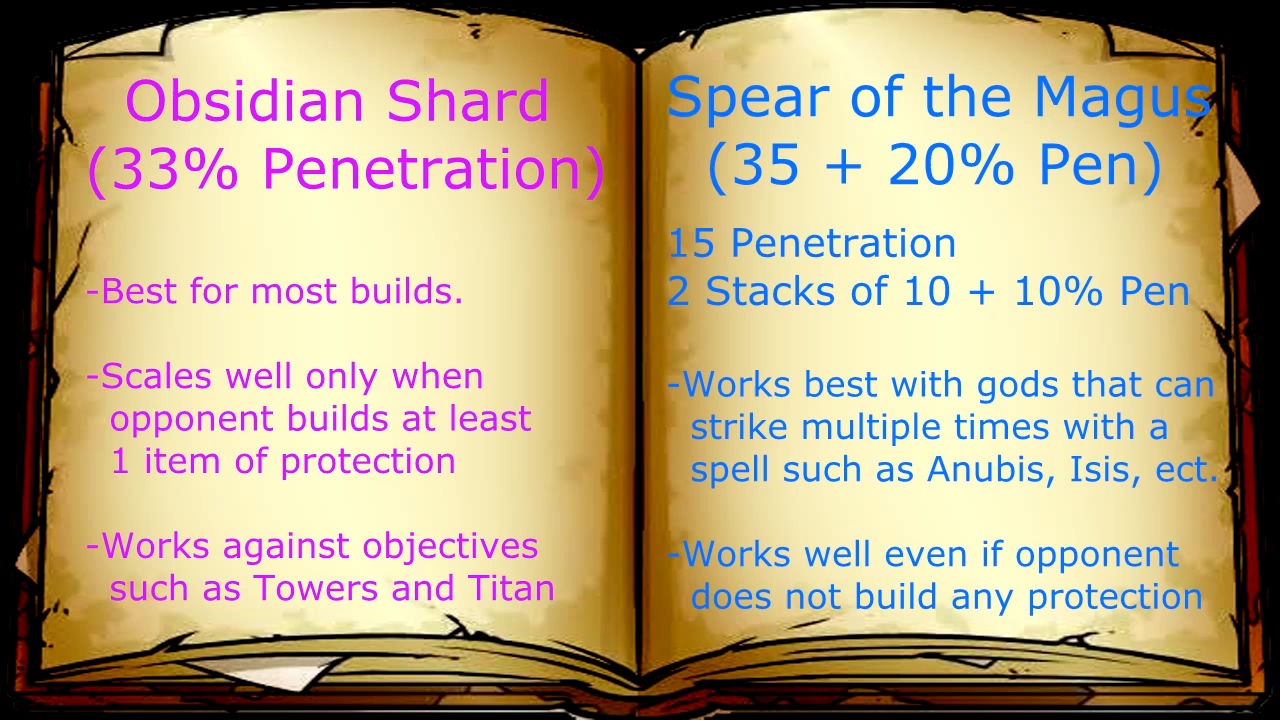 Obsidian Shard
(33% Penetration)
-Best for most builds.
-Scales well only when
opponent builds at least
1 item of protection
-Works against objectives
such as Towers and Titan
Spear of the Magus
(35 + 20% Pen)
15 Penetration
2 Stacks of 10 + 10% Pen
-Works best with gods that can
strike multiple times with a
spell such as Anubis, Isis, ect.
-Works well even if opponent
does not build any protection